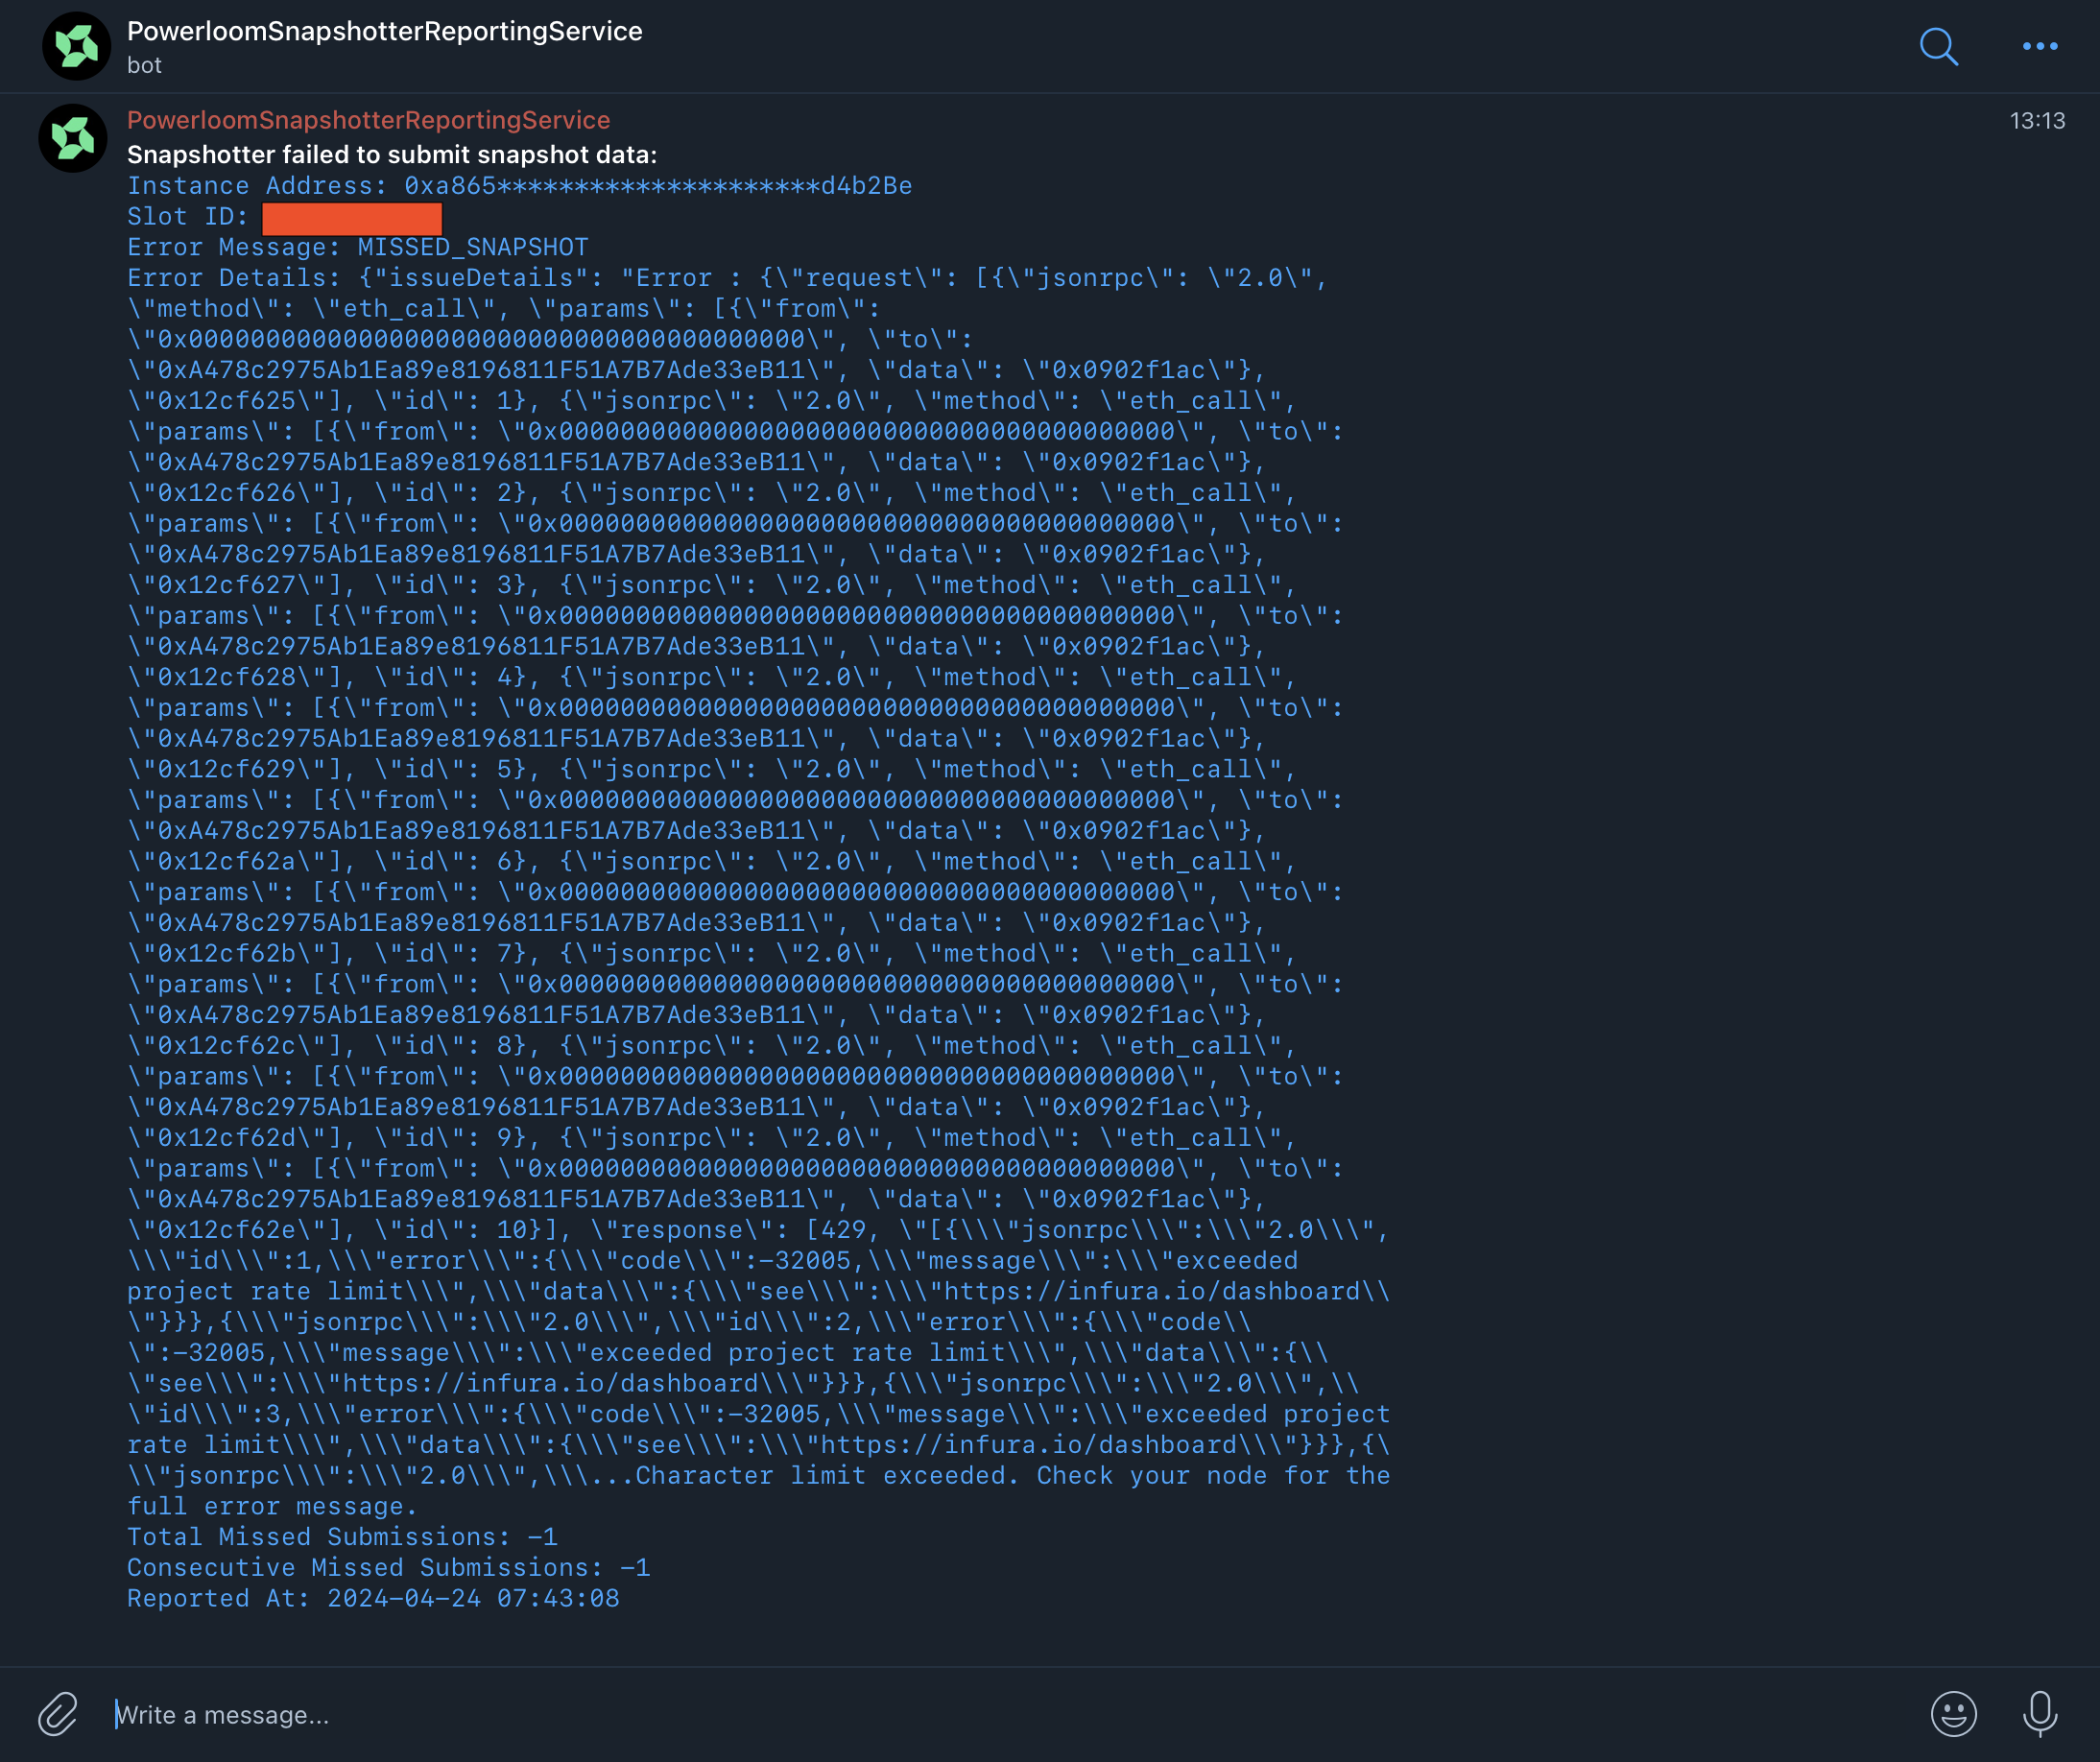 PowerloomSnapshotterReportingService
bot
PowerloomSnapshotterReportingService
13:13
Snapshotter failed to submit snapshot data:
Instance Address: 0xa865*********************d4b2Be
Slot ID:
Error Message: MISSED_SNAPSHOT
Error Details: {"issueDetails": "Error : {\"request\": [{\"jsonrpc\": \"2.0\",
\"method\": \"eth_call\", \"params\": [{\"from\":
\"0x0000000000000000000000000000000000000000\", \"to\":
\"0xA478c2975Ab1Ea89e8196811F51A7B7Ade33eB11\", \"data\": \"0x0902f1ac\"},
\"0x12cf625\"], \"id\": 1}, {\"jsonrpc\": \"2.0\", \"method\": \"eth_call\",
\"params\": [{\"from\": \"0x0000000000000000000000000000000000000000\", \"to\":
\"0xA478c2975Ab1Ea89e8196811F51A7B7Ade33eB11\", \"data\": \"0x0902f1ac\"},
\"0x12cf626\"], \"id\": 2}, {\"jsonrpc\": \"2.0\", \"method\": \"eth_call\",
\"params\": [{\"from\": \"0x0000000000000000000000000000000000000000\", \"to\":
\"0xA478c2975Ab1Ea89e8196811F51A7B7Ade33eB11\", \"data\": \"0x0902f1ac\"},
\"0x12cf627\"], \"id\": 3}, {\"jsonrpc\": \"2.0\", \"method\": \"eth_call\",
\"params\": [{\"from\": \"0x0000000000000000000000000000000000000000\", \"to\":
\"0xA478c2975Ab1Ea89e8196811F51A7B7Ade33eB11\", \"data\": \"0x0902f1ac\"},
\"0x12cf628\"], \"id\": 4}, {\"jsonrpc\": \"2.0\", \"method\": \"eth_call\",
\"params\": [{\"from\": \"0x0000000000000000000000000000000000000000\", \"to\":
\"0xA478c2975Ab1Ea89e8196811F51A7B7Ade33eB11\", \"data\": \"0x0902f1ac\"},
\"0x12cf629\"], \"id\": 5}, {\"jsonrpc\": \"2.0\", \"method\": \"eth_call\",
\"params\": [{\"from\": \"0x0000000000000000000000000000000000000000\", \"to\":
\"0xA478c2975Ab1Ea89e8196811F51A7B7Ade33eB11\", \"data\": \"0x0902f1ac\"},
\"0x12cf62a\"], \"id\": 6}, {\"jsonrpc\": \"2.0\", \"method\": \"eth_call\",
\"params\": [{\"from\": \"0x0000000000000000000000000000000000000000\", \"to\":
\"0xA478c2975Ab1Ea89e8196811F51A7B7Ade33eB11\", \"data\": \"0x0902f1ac\"},
\"0x12cf62b\"], \"id\": 7}, {\"jsonrpc\": \"2.0\", \"method\": \"eth_call\",
\"params\": [{\"from\": \"0x0000000000000000000000000000000000000000\", \"to\":
\"0xA478c2975Ab1Ea89e8196811F51A7B7Ade33eB11\", \"data\": \"0x0902f1ac\"},
\"0x12cf62c\"], \"id\": 8}, {\"jsonrpc\": \"2.0\", \"method\": \"eth_call\",
\"params\": [{\"from\": \"0x0000000000000000000000000000000000000000\", \"to\":
\"0xA478c2975Ab1Ea89e8196811F51A7B7Ade33eB11\", \"data\": \"0x0902f1ac\"},
\"0x12cf62d\"], \"id\": 9}, {\"jsonrpc\": \"2.0\", \"method\": \"eth_call\",
\"params\": [{\"from\": \"0x0000000000000000000000000000000000000000\", \"to\":
\"0xA478c2975Ab1Ea89e8196811F51A7B7Ade33eB11\", \"data\": \"0x0902f1ac\"},
\"0x12cf62e\"], \"id\": 10}], \"response\": [429, \"[{\\\"jsonrpc\\\":\\\"2.0\\\",
\\\"id\\\":1,\\\"error\\\":{\\\"code\\\":-32005,\\\"message\\\":\\\"exceeded
project rate limit\\\",\\\"data\\\":{\\\"see\\\":\\\"https://infura.io/dashboard\\
\"}}},{\\\"jsonrpc\\\":\\\"2.0\\\",\\\"id\\\":2,\\\"error\\\":{\\\"code\\
\":-32005,\\\"message\\\":\\\"exceeded project rate limit\\\",\\\"data\\\":{\\
\"see\\\":\\\"https://infura.io/dashboard\\\"}}},{\\\"jsonrpc\\\":\\\"2.0\\\",\\
\"id\\\":3,\\\"error\\\":{\\\"code\\\":-32005,\\\"message\\\":\\\"exceeded project
rate limit\\\",\\\"data\\\":{\\\"see\\\":\\\"https://infura.io/dashboard\\\"}}},{\
\\"jsonrpc\\\":\\\"2.0\\\",\\\...Character limit exceeded. Check your node for the
full error message.
Total Missed Submissions: -1
Consecutive Missed Submissions: -1
Reported At: 2024-04-24 07:43:08
Write a message...